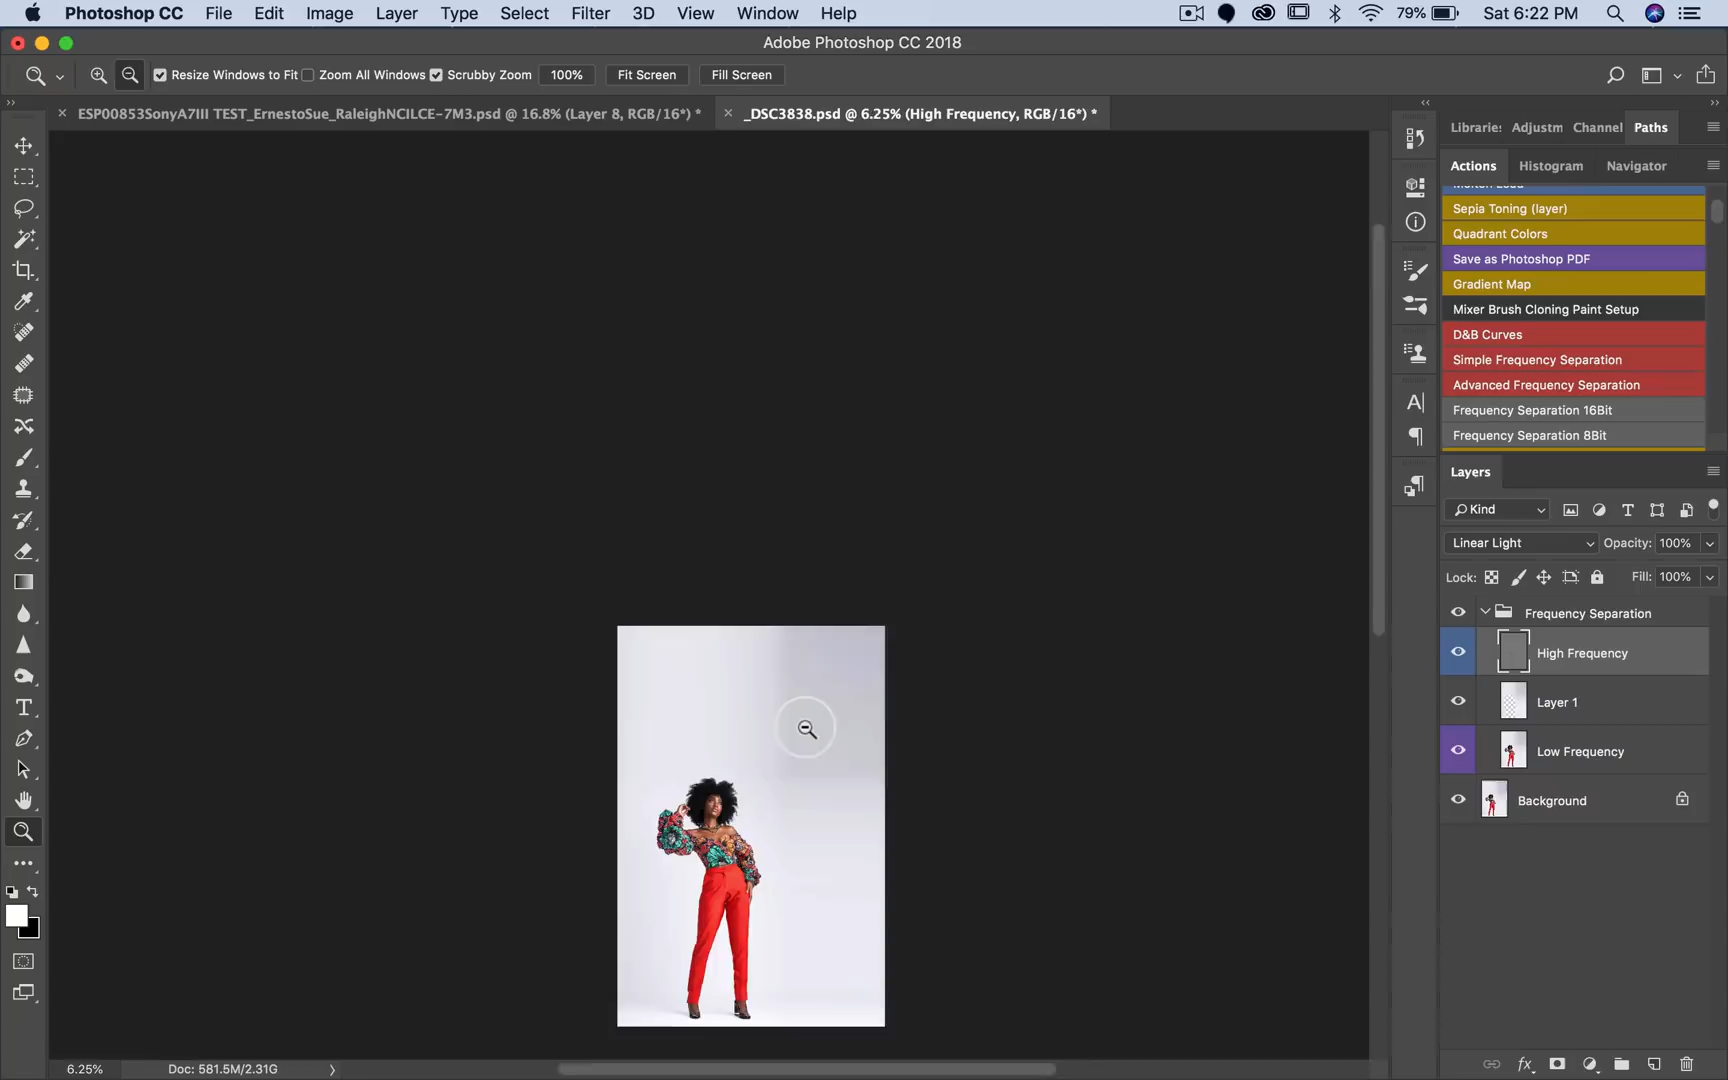 Photoshop CC File Edit Image Layer Type Select Filter 3D View Window Help 79% Sat 6:22 PM
Adobe Photoshop CC 2018
Resize Windows to Fit Zoom All Windows Scrubby Zoom 100% Fit Screen Fill Screen
ESP00853SonyA7III TEST_ErnestoSue_RaleighNCILCE-7M3.psd @ 16.8% (Layer 8, RGB/16*) * _DSC3838.psd @ 6.25% (High Frequency, RGB/16*) *
Librarie: Adjustm Channel Paths
Actions Histogram Navigator
Sepia Toning (layer)
Quadrant Colors
Save as Photoshop PDF
Gradient Map
Mixer Brush Cloning Paint Setup
D&B Curves
Simple Frequency Separation
Advanced Frequency Separation
Frequency Separation 16Bit
Frequency Separation 8Bit
Layers
Kind
Linear Light Opacity: 100%
Lock: Fill: 100%
Frequency Separation
High Frequency
Layer 1
Low Frequency
Background
6.25% Doc: 581.5M/2.31G